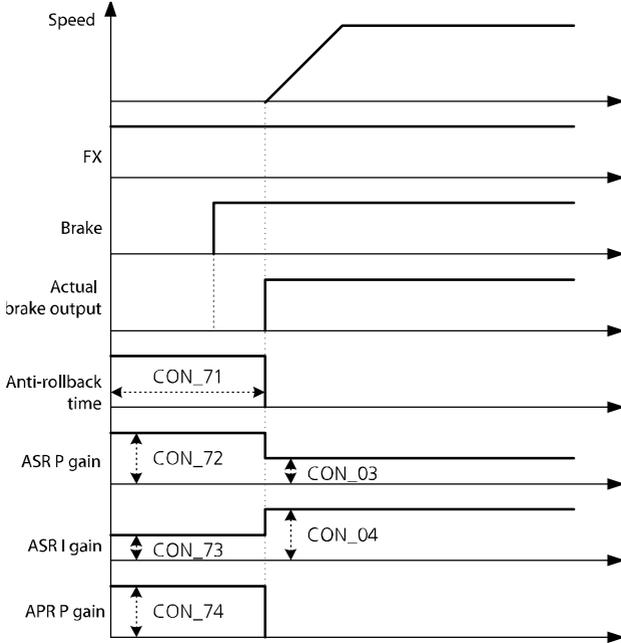 Speed
FX
Brake
Actual
brake output
Anti-rollback
time
CON_71
ASR P gain
CON_72
CON_03
ASR I gain
CON_73
CON_04
APR P gain
CON_74